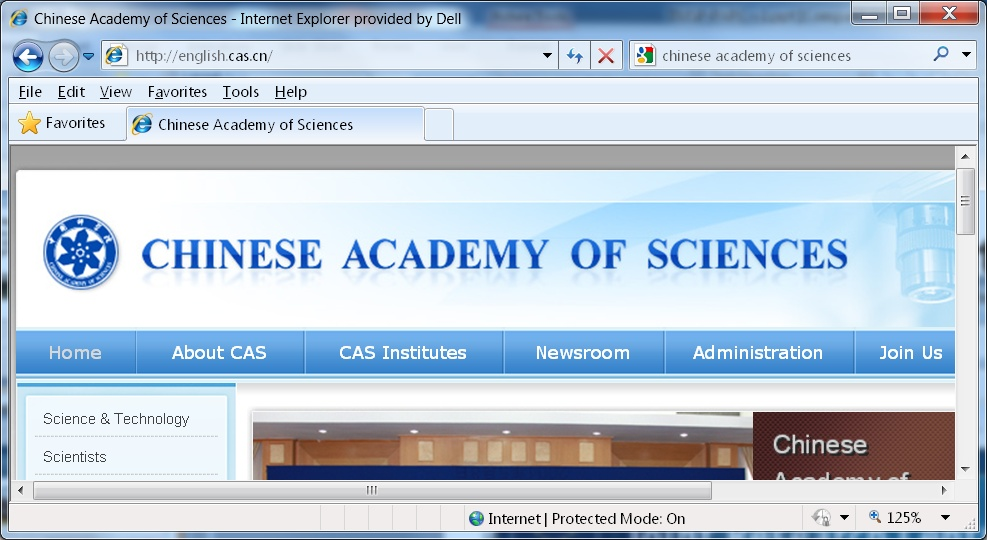 Chinese Academy of Sciences - Internet Explorer provided by Dell
http://english.cas.cn/
chinese academy of sciences
File Edit View Favorites Tools Help
Favorites
Chinese Academy of Sciences
CHINESE ACADEMY OF SCIENCES
Home About CAS CAS Institutes Newsroom Administration Join Us
Science & Technology
Scientists
Chinese
Academy of
Internet | Protected Mode: On
125%